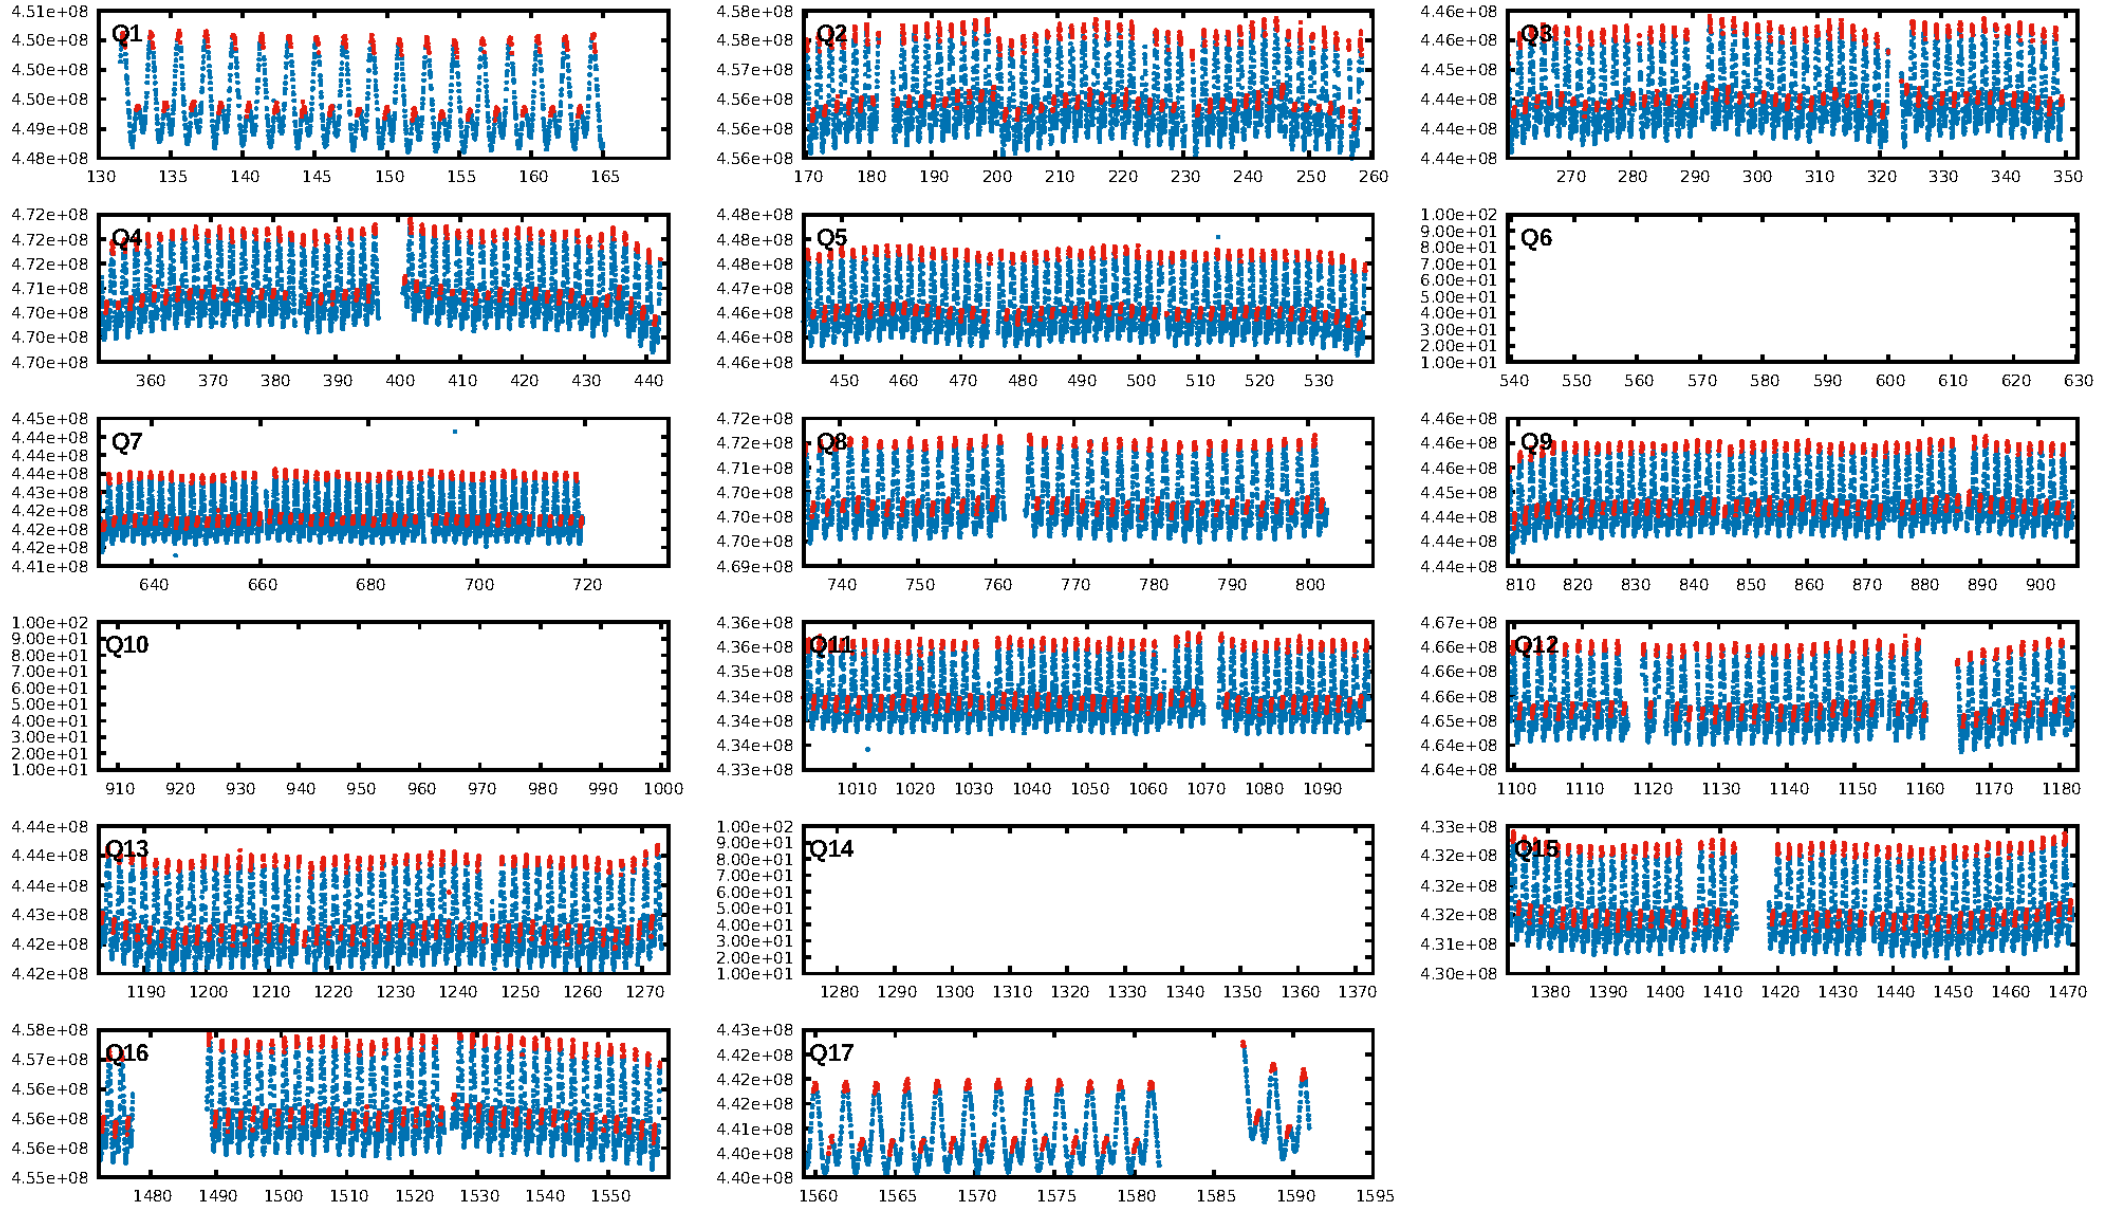 4.51e+08
4.50e+08
4.50e+08
4.50e+08
4.49e+08
4.48e+08
Q1
130 135 140 145 150 155 160 165
4.58e+08
4.58e+08
4.57e+08
4.56e+08
4.56e+08
4.56e+08
Q2
170 180 190 200 210 220 230 240 250 260
4.46e+08
4.46e+08
4.45e+08
4.44e+08
4.44e+08
4.44e+08
Q3
270 280 290 300 310 320 330 340 350
4.72e+08
4.72e+08
4.72e+08
4.71e+08
4.70e+08
4.70e+08
4.70e+08
Q4
360 370 380 390 400 410 420 430 440
4.48e+08
4.48e+08
4.48e+08
4.47e+08
4.46e+08
4.46e+08
4.46e+08
Q5
450 460 470 480 490 500 510 520 530
1.00e+02
9.00e+01
8.00e+01
7.00e+01
6.00e+01
5.00e+01
4.00e+01
3.00e+01
2.00e+01
1.00e+01
Q6
540 550 560 570 580 590 600 610 620 630
4.45e+08
4.44e+08
4.44e+08
4.44e+08
4.43e+08
4.42e+08
4.42e+08
4.42e+08
4.41e+08
Q7
640 660 680 700 720
4.72e+08
4.72e+08
4.71e+08
4.70e+08
4.70e+08
4.70e+08
4.69e+08
Q8
740 750 760 770 780 790 800
4.46e+08
4.46e+08
4.46e+08
4.45e+08
4.44e+08
4.44e+08
4.44e+08
Q9
810 820 830 840 850 860 870 880 890 900
1.00e+02
9.00e+01
8.00e+01
7.00e+01
6.00e+01
5.00e+01
4.00e+01
3.00e+01
2.00e+01
1.00e+01
Q10
910 920 930 940 950 960 970 980 990 1000
4.36e+08
4.36e+08
4.35e+08
4.34e+08
4.34e+08
4.34e+08
4.33e+08
Q11
1010 1020 1030 1040 1050 1060 1070 1080 1090
4.67e+08
4.66e+08
4.66e+08
4.66e+08
4.65e+08
4.64e+08
4.64e+08
Q12
1100 1110 1120 1130 1140 1150 1160 1170 1180
4.44e+08
4.44e+08
4.44e+08
4.43e+08
4.42e+08
4.42e+08
Q13
1190 1200 1210 1220 1230 1240 1250 1260 1270
1.00e+02
9.00e+01
8.00e+01
7.00e+01
6.00e+01
5.00e+01
4.00e+01
3.00e+01
2.00e+01
1.00e+01
Q14
1280 1290 1300 1310 1320 1330 1340 1350 1360 1370
4.33e+08
4.32e+08
4.32e+08
4.32e+08
4.31e+08
4.30e+08
Q15
1380 1390 1400 1410 1420 1430 1440 1450 1460 1470
4.58e+08
4.57e+08
4.56e+08
4.56e+08
4.56e+08
4.55e+08
Q16
1480 1490 1500 1510 1520 1530 1540 1550
4.43e+08
4.42e+08
4.42e+08
4.42e+08
4.41e+08
4.40e+08
4.40e+08
Q17
1560 1565 1570 1575 1580 1585 1590 1595